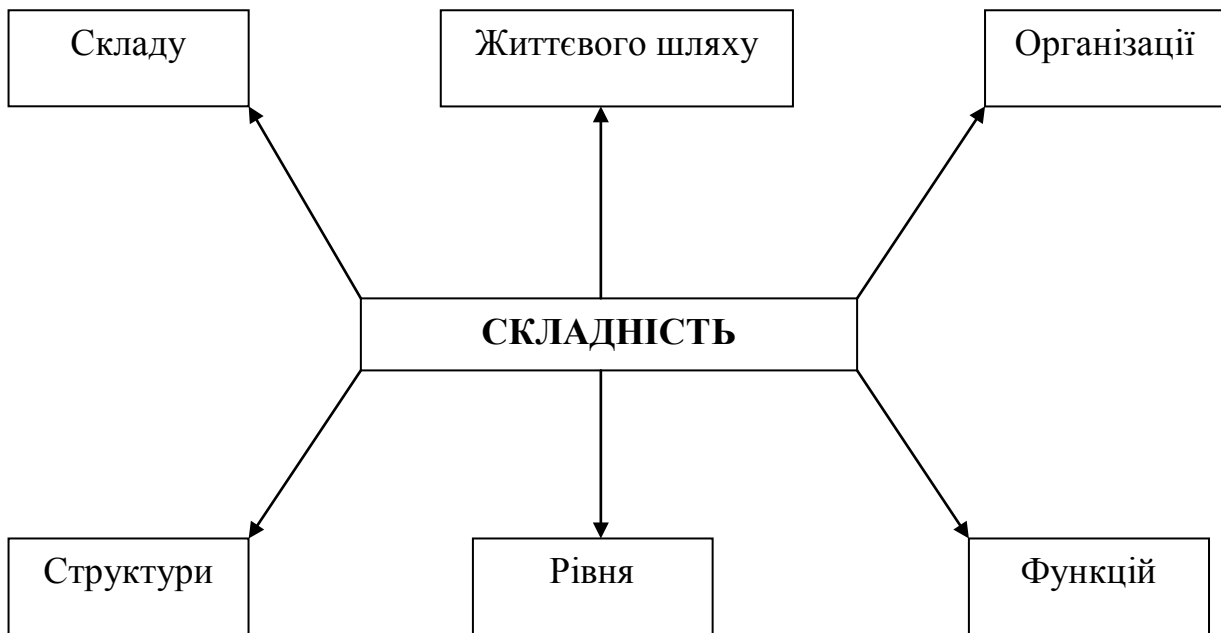 Складу
Життєвого шляху
Організації
СКЛАДНІСТЬ
Структури
Рівня
Функцій